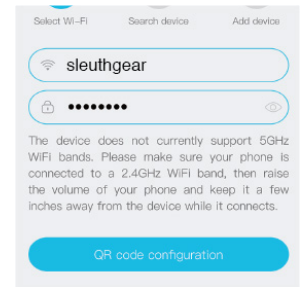 Select Wi-Fi Search device Add device
sleuthgear
••••••••
The device does not currently support 5GHz
WiFi bands. Please make sure your phone is
connected to a 2.4GHz WiFi band, then raise
the volume of your phone and keep it a few
inches away from the device while it connects.
QR code configuration